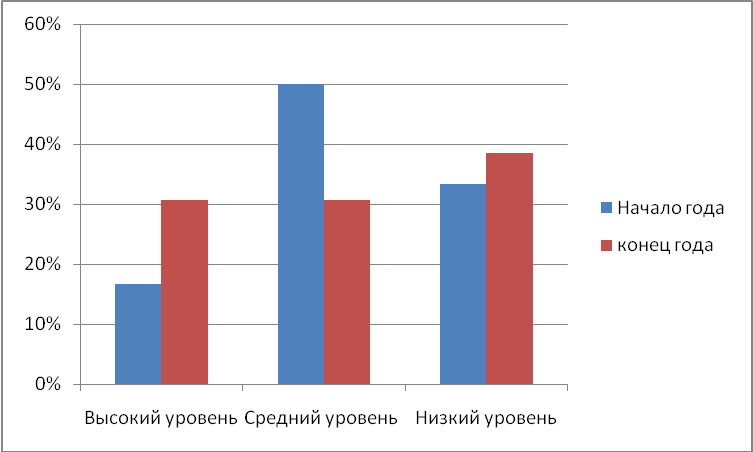 60%
50%
40%
30%
20%
10%
0%
Высокий уровень Средний уровень Низкий уровень
Начало года
конец года